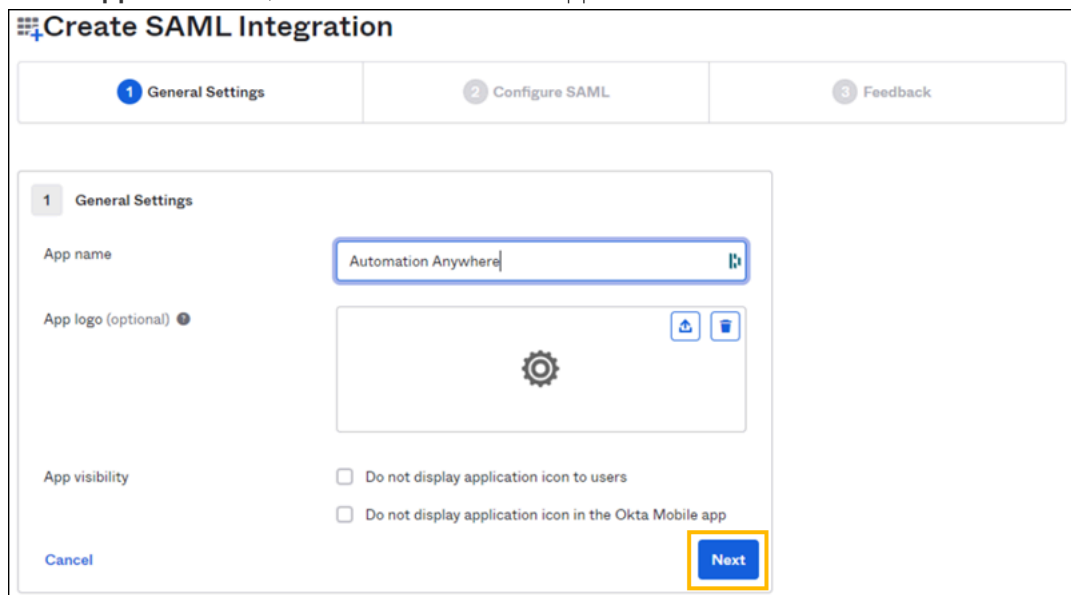 Create SAML Integration
1 General Settings
2 Configure SAML
3 Feedback
1 General Settings
App name
Automation Anywhere
App logo (optional) ?
App visibility
Do not display application icon to users
Do not display application icon in the Okta Mobile app
Cancel
Next